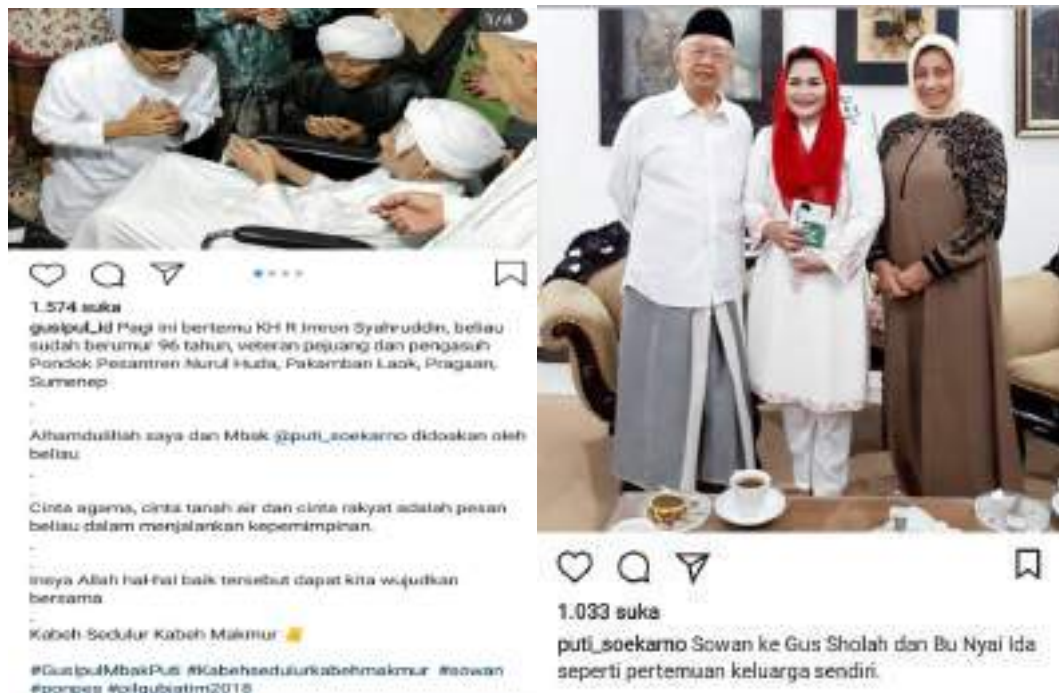 1/4
1.574 suka
gusipul_id Pagi ini bertemu KH R Imron Syahruddin, beliau
sudah berumur 96 tahun, veteran pejuang dan pengasuh
Pondok Pesantren Nurul Huda, Pakamban Laok, Pragaan,
Sumenep
.
.
Alhamdulillah saya dan Mbak @puti_soekarno didoakan oleh
beliau
.
.
Cinta agama, cinta tanah air dan cinta rakyat adalah pesan
beliau dalam menjalankan kepemimpinan.
.
.
Insya Allah hal-hal baik tersebut dapat kita wujudkan
bersama
.
Kabeh Sedulur Kabeh Makmur
.
#GusIpulMbakPuti #Kabehsedulurkabehmakmur #sowan
#ponpes #pilgubjatim2018
1.033 suka
puti_soekarno Sowan ke Gus Sholah dan Bu Nyai Ida
seperti pertemuan keluarga sendiri.